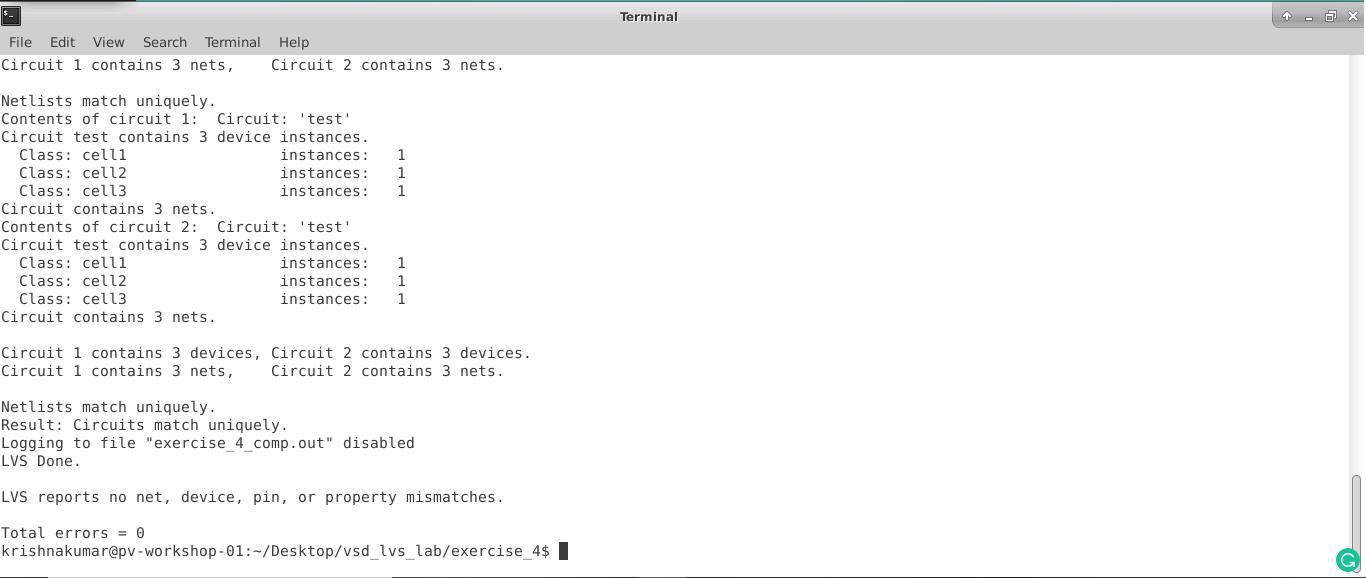 Terminal
File Edit View Search Terminal Help
Circuit 1 contains 3 nets,    Circuit 2 contains 3 nets.
Netlists match uniquely.
Contents of circuit 1:  Circuit: 'test'
Circuit test contains 3 device instances.
  Class: cell1                 instances:   1
  Class: cell2                 instances:   1
  Class: cell3                 instances:   1
Circuit contains 3 nets.
Contents of circuit 2:  Circuit: 'test'
Circuit test contains 3 device instances.
  Class: cell1                 instances:   1
  Class: cell2                 instances:   1
  Class: cell3                 instances:   1
Circuit contains 3 nets.
Circuit 1 contains 3 devices, Circuit 2 contains 3 devices.
Circuit 1 contains 3 nets,    Circuit 2 contains 3 nets.
Netlists match uniquely.
Result: Circuits match uniquely.
Logging to file "exercise_4_comp.out" disabled
LVS Done.
LVS reports no net, device, pin, or property mismatches.
Total errors = 0
krishnakumar@pv-workshop-01:~/Desktop/vsd_lvs_lab/exercise_4$